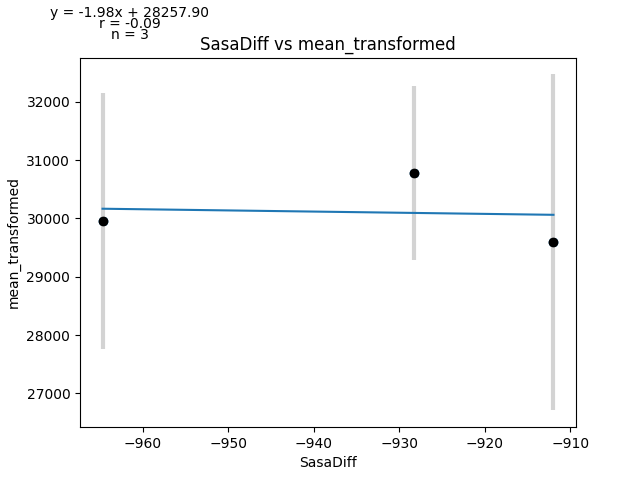 y = -1.98x + 28257.90
r = -0.09
n = 3
SasaDiff vs mean_transformed
32000
31000
30000
29000
28000
27000
mean_transformed
−960
−950
−940
−930
−920
−910
SasaDiff